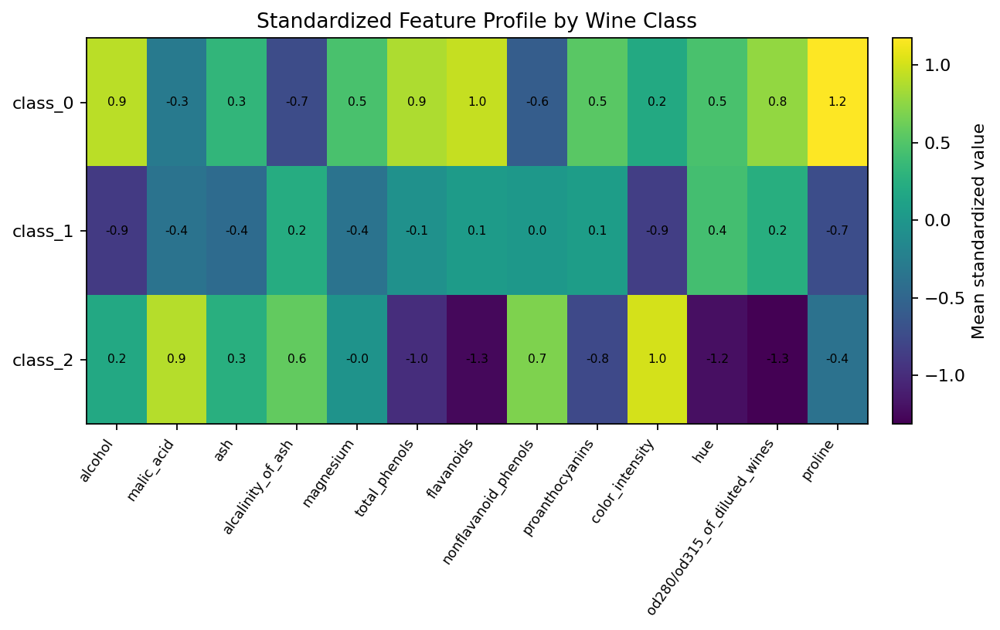 Standardized Feature Profile by Wine Class
class_0 0.9 -0.3 0.3 -0.7 0.5 0.9 1.0 -0.6 0.5 0.2 0.5 0.8 1.2
class_1 -0.9 -0.4 -0.4 0.2 -0.4 -0.1 0.1 0.0 0.1 -0.9 0.4 0.2 -0.7
class_2 0.2 0.9 0.3 0.6 -0.0 -1.0 -1.3 0.7 -0.8 1.0 -1.2 -1.3 -0.4
alcohol
malic_acid
ash
alcalinity_of_ash
magnesium
total_phenols
flavanoids
nonflavanoid_phenols
proanthocyanins
color_intensity
hue
od280/od315_of_diluted_wines
proline
1.0
0.5
0.0
−0.5
−1.0
Mean standardized value